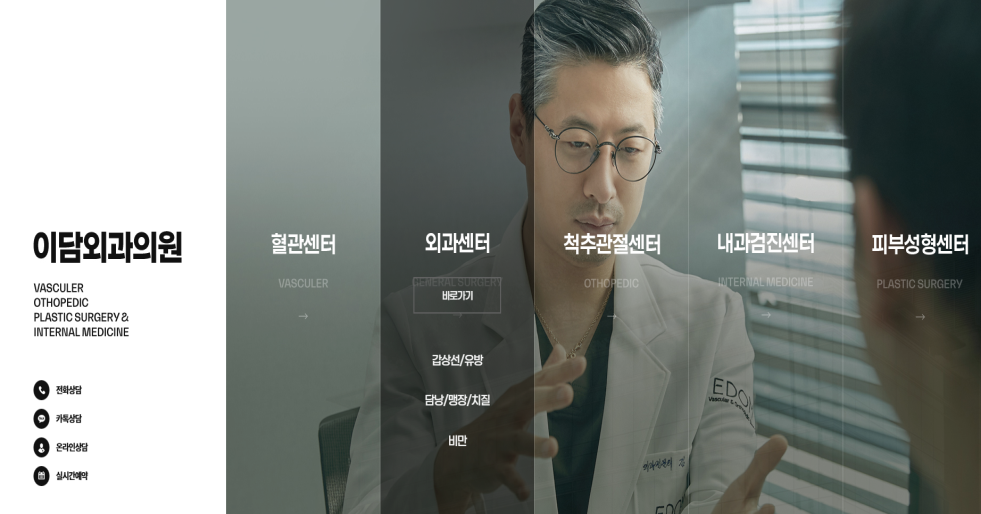 이담외과의원
VASCULER
OTHOPEDIC
PLASTIC SURGERY &
INTERNAL MEDICINE
전화상담
카톡상담
온라인상담
실시간예약
혈관센터
VASCULER
→
외과센터
GENERAL SURGORY
바로가기
갑상선/유방
담낭/맹장/치질
비만
척추관절센터
OTHOPEDIC
→
내과검진센터
INTERNAL MEDICINE
→
피부성형센터
PLASTIC SURGERY
→
EDO
Vascular &
EDO